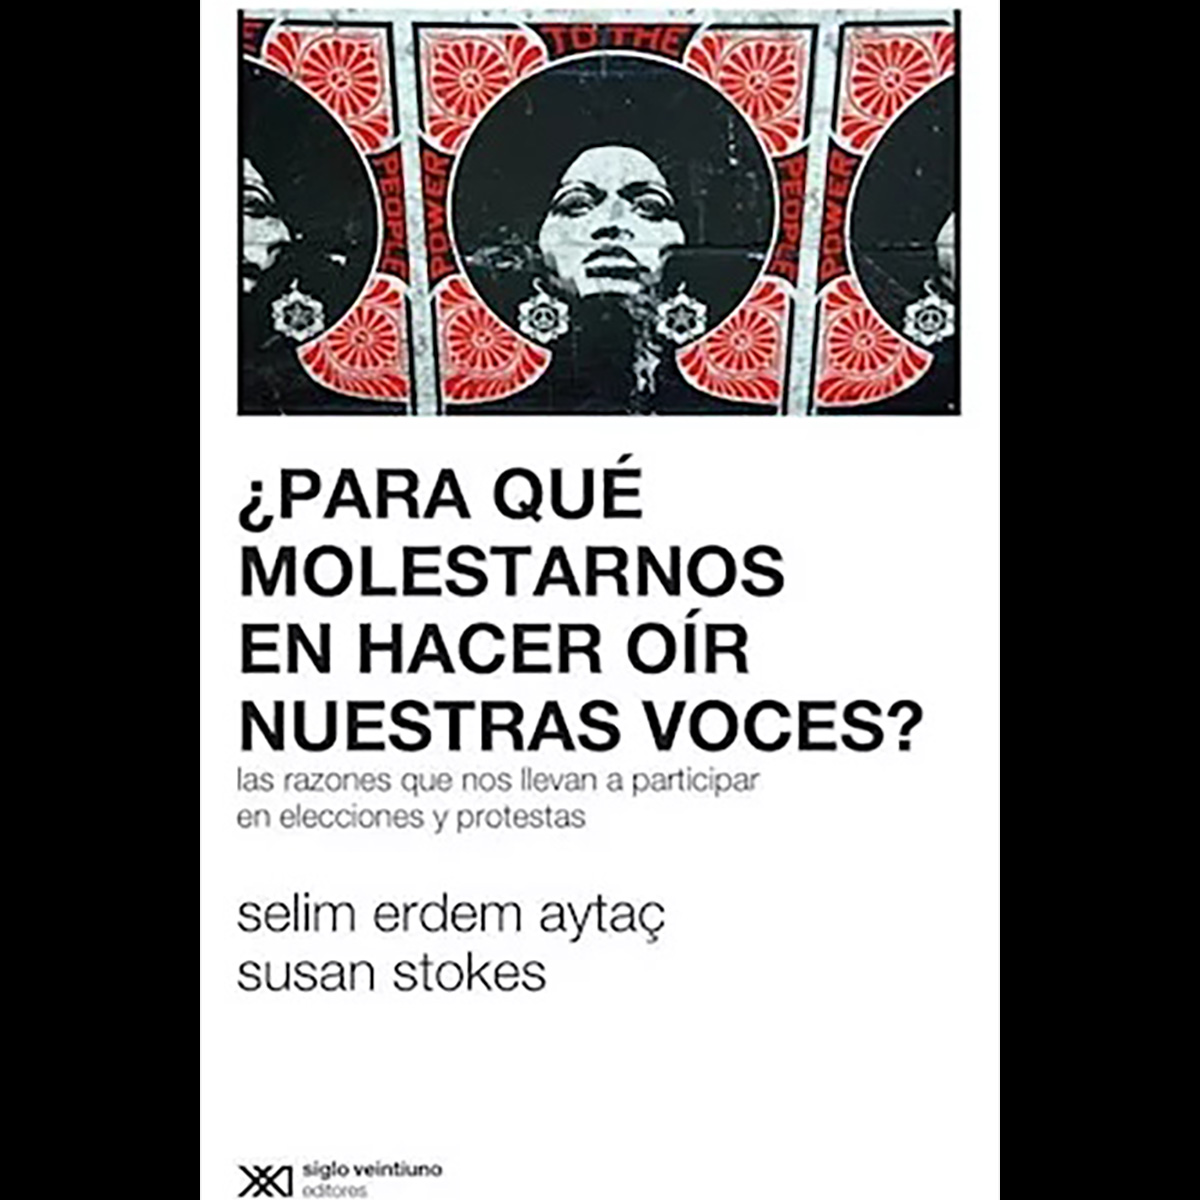 TO THE
PEOPLE
POWER
PEOPLE
POWER
¿PARA QUÉ
MOLESTARNOS
EN HACER OÍR
NUESTRAS VOCES?
las razones que nos llevan a participar
en elecciones y protestas
selim erdem aytaç
susan stokes
siglo veintiuno
editores